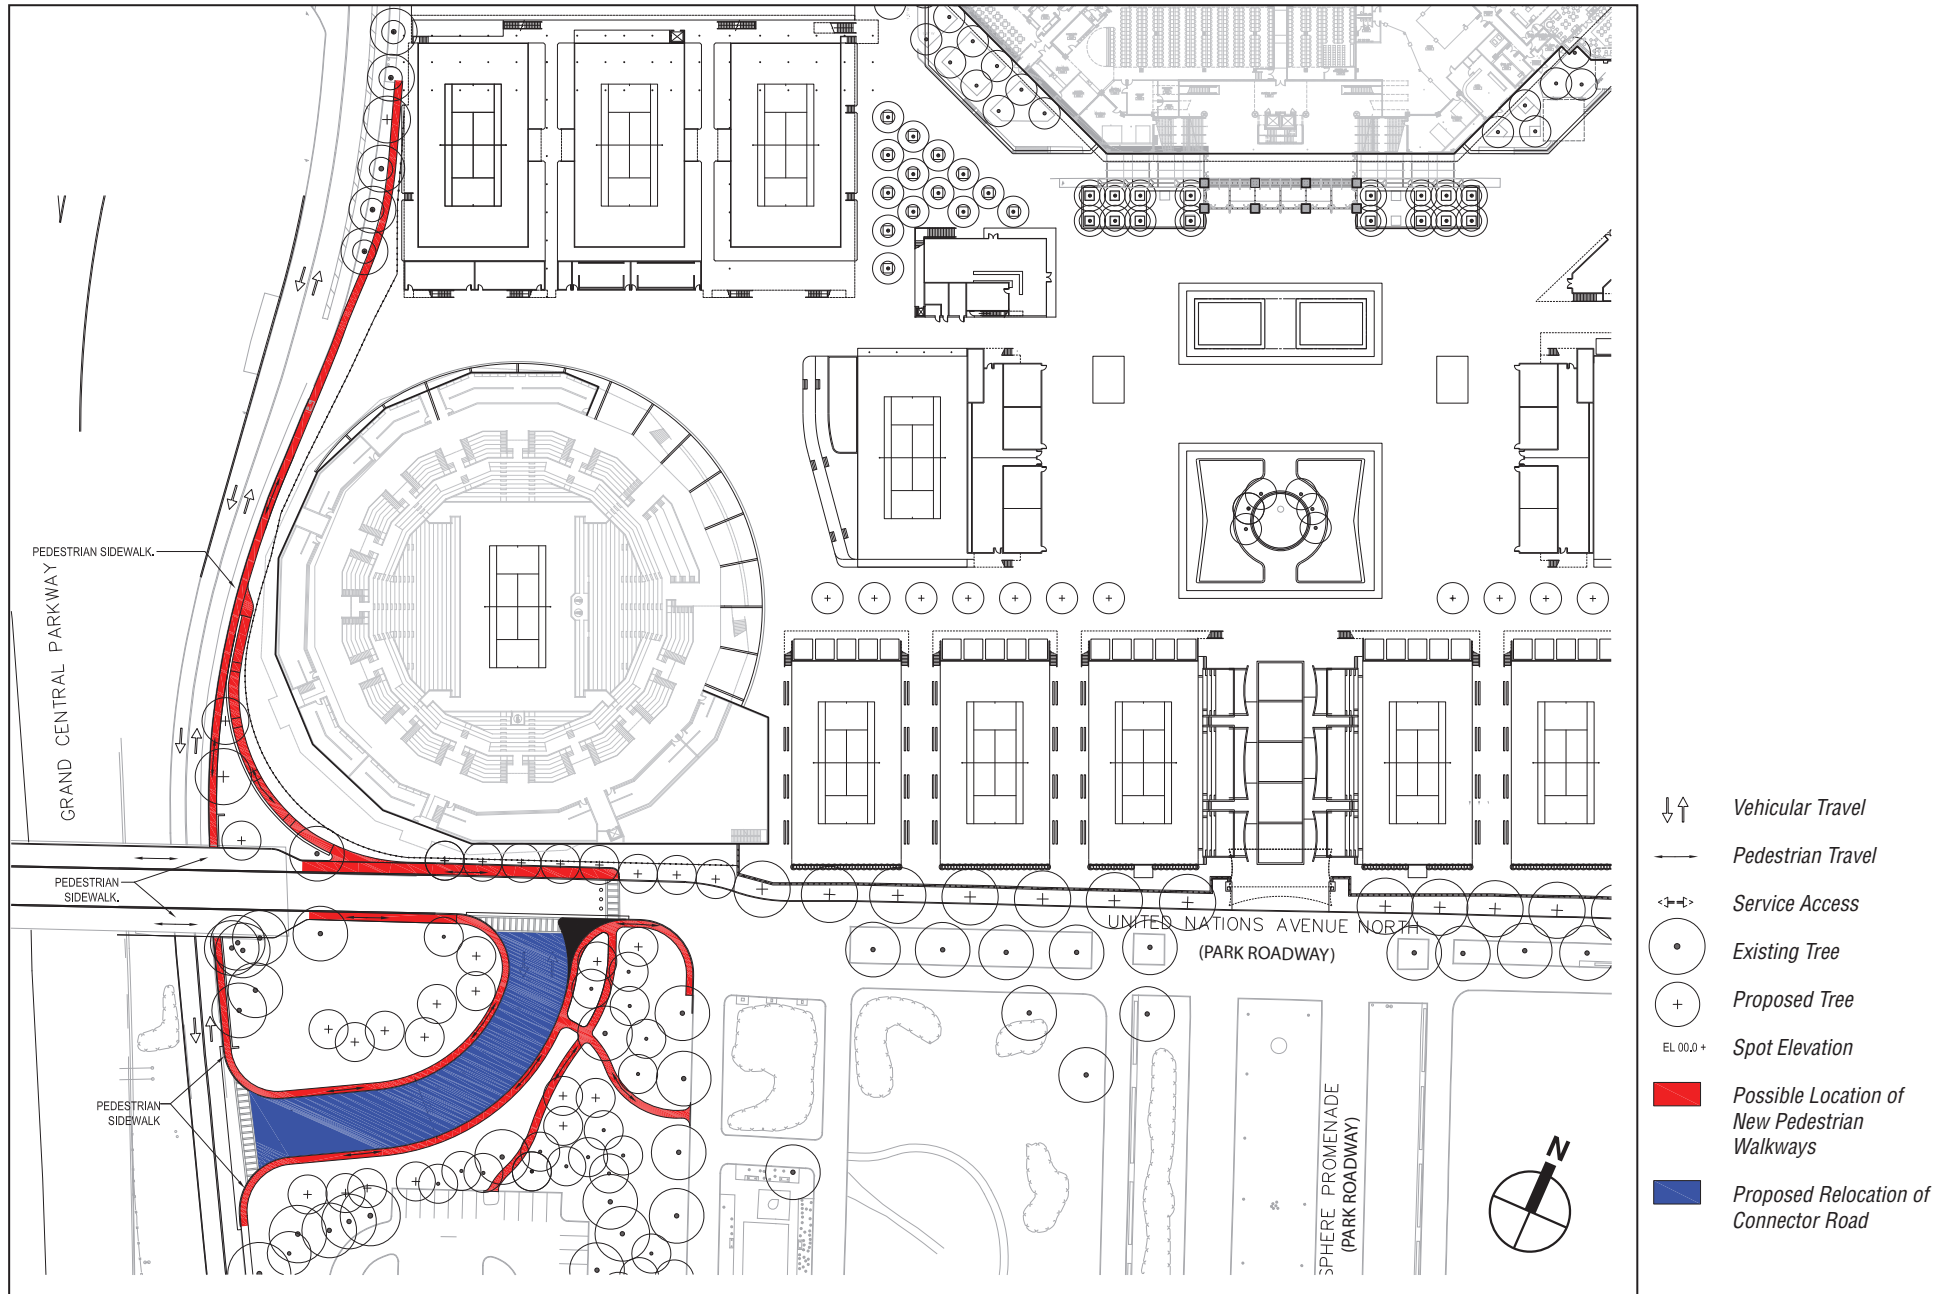 PEDESTRIAN SIDEWALK.
GRAND CENTRAL PARKWAY
PEDESTRIAN
SIDEWALK.
PEDESTRIAN
SIDEWALK
UNITED NATIONS AVENUE NORTH
(PARK ROADWAY)
SPHERE PROMENADE
(PARK ROADWAY)
N
Vehicular Travel
Pedestrian Travel
Service Access
Existing Tree
Proposed Tree
EL 00.0 + Spot Elevation
Possible Location of
New Pedestrian
Walkways
Proposed Relocation of
Connector Road